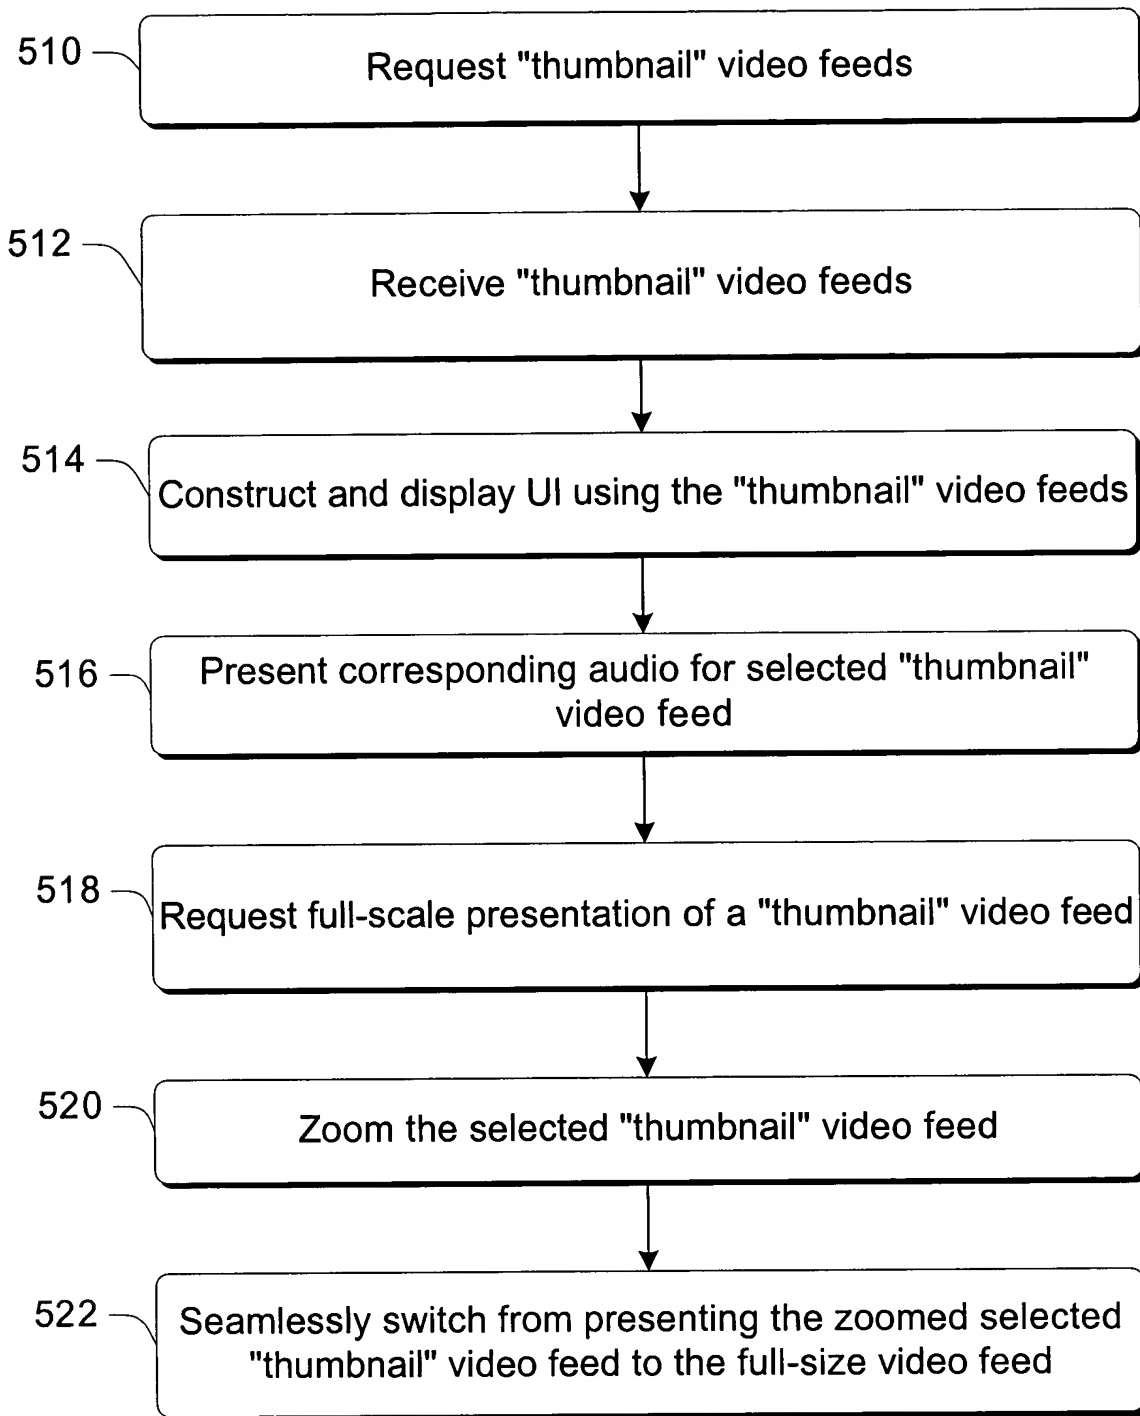 510
Request "thumbnail" video feeds
512
Receive "thumbnail" video feeds
514
Construct and display UI using the "thumbnail" video feeds
516
Present corresponding audio for selected "thumbnail"
video feed
518
Request full-scale presentation of a "thumbnail" video feed
520
Zoom the selected "thumbnail" video feed
522
Seamlessly switch from presenting the zoomed selected
"thumbnail" video feed to the full-size video feed